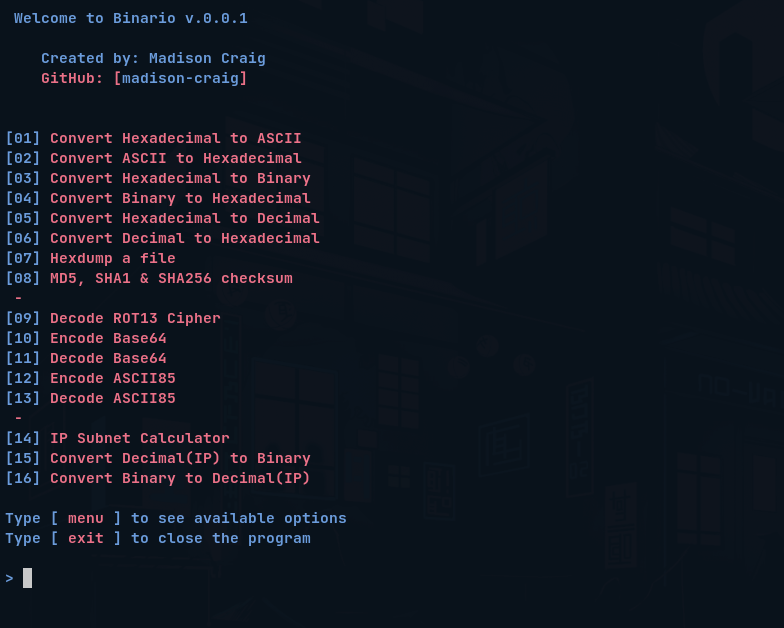 Welcome to Binario v.0.0.1
Created by: Madison Craig
GitHub: [madison-craig]
[01] Convert Hexadecimal to ASCII
[02] Convert ASCII to Hexadecimal
[03] Convert Hexadecimal to Binary
[04] Convert Binary to Hexadecimal
[05] Convert Hexadecimal to Decimal
[06] Convert Decimal to Hexadecimal
[07] Hexdump a file
[08] MD5, SHA1 & SHA256 checksum
-
[09] Decode ROT13 Cipher
[10] Encode Base64
[11] Decode Base64
[12] Encode ASCII85
[13] Decode ASCII85
-
[14] IP Subnet Calculator
[15] Convert Decimal(IP) to Binary
[16] Convert Binary to Decimal(IP)
Type [ menu ] to see available options
Type [ exit ] to close the program
>